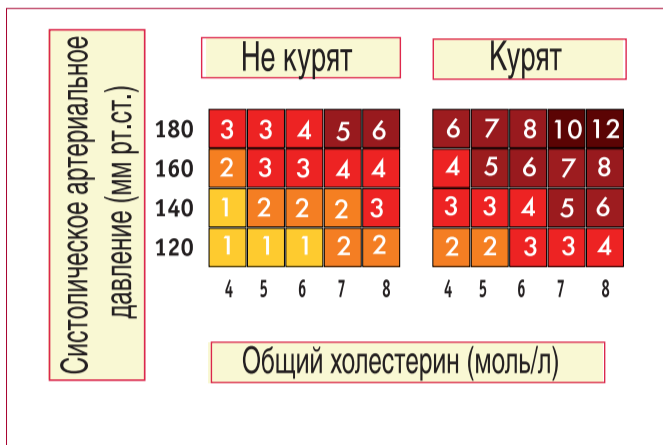 Систолическое артериальное
давление (мм рт.ст.)
Не курят
Курят
180 3 3 4 5 6 6 7 8 10 12
160 2 3 3 4 4 4 5 6 7 8
140 1 2 2 2 3 3 3 4 5 6
120 1 1 1 2 2 2 2 3 3 4
4 5 6 7 8 4 5 6 7 8
Общий холестерин (моль/л)